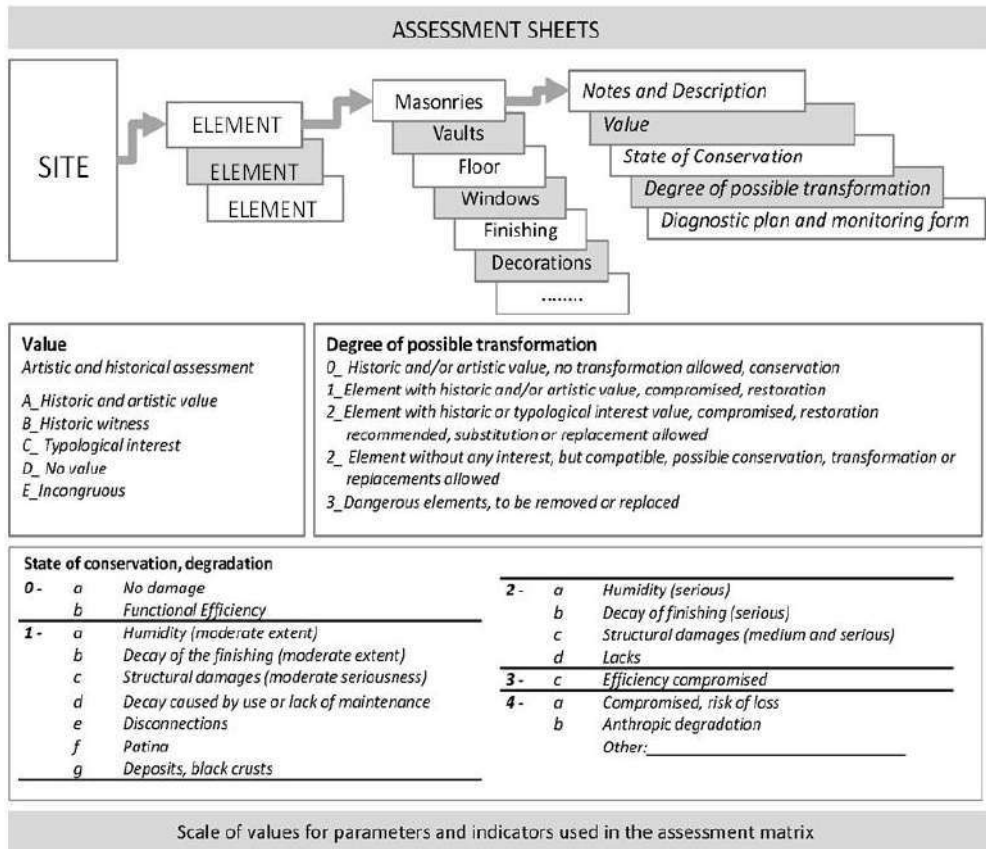 ASSESSMENT SHEETS
SITE
ELEMENT
ELEMENT
ELEMENT
Masonries
Vaults
Floor
Windows
Finishing
Decorations
........
Notes and Description
Value
State of Conservation
Degree of possible transformation
Diagnostic plan and monitoring form
Value
Artistic and historical assessment
A_Historic and artistic value
B_Historic witness
C_ Typological interest
D_ No value
E_Incongruous
Degree of possible transformation
0_ Historic and/or artistic value, no transformation allowed, conservation
1_Element with historic and/or artistic value, compromised, restoration
2_Element with historic or typological interest value, compromised, restoration
recommended, substitution or replacement allowed
2_ Element without any interest, but compatible, possible conservation, transformation or
replacements allowed
3_Dangerous elements, to be removed or replaced
State of conservation, degradation
0 - a No damage
b Functional Efficiency
1 - a Humidity (moderate extent)
b Decay of the finishing (moderate extent)
c Structural damages (moderate seriousness)
d Decay caused by use or lack of maintenance
e Disconnections
f Patina
g Deposits, black crusts
2 - a Humidity (serious)
b Decay of finishing (serious)
c Structural damages (medium and serious)
d Lacks
3 - c Efficiency compromised
4 - a Compromised, risk of loss
b Anthropic degradation
Other:____________________
Scale of values for parameters and indicators used in the assessment matrix